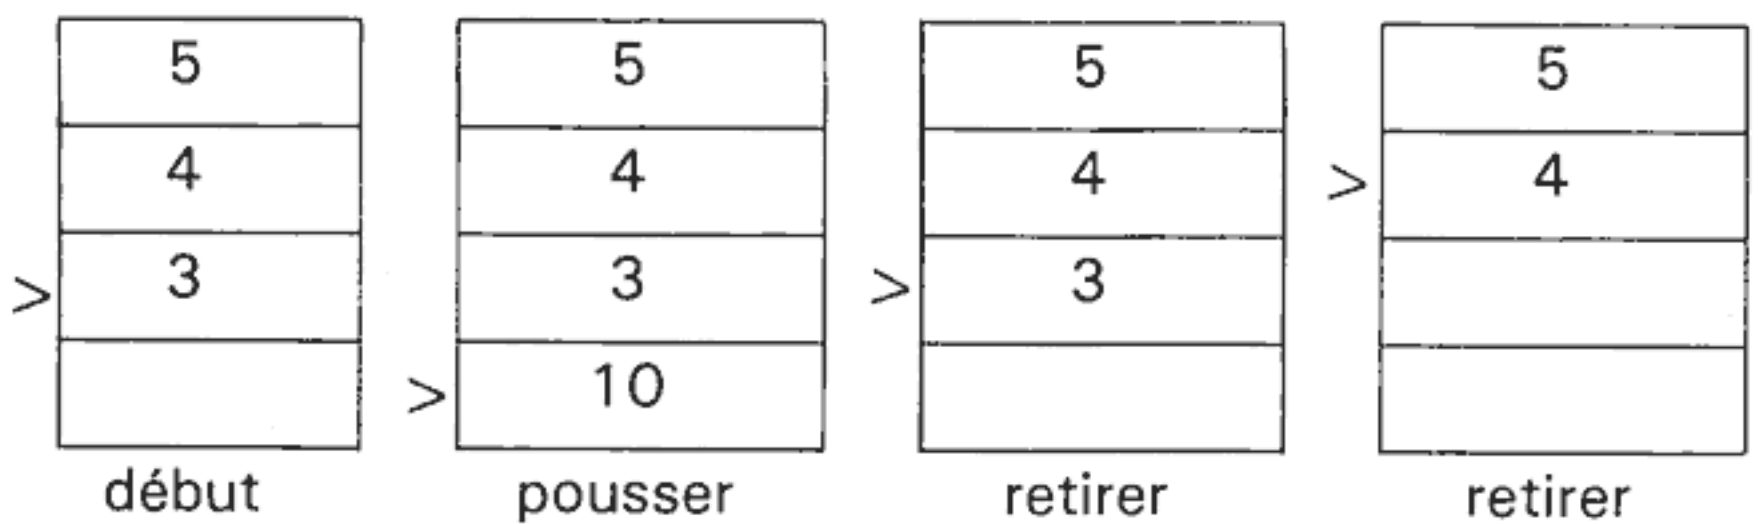 5 5 5 5
4 4 4 > 4
> 3 3 > 3
> 10
début pousser retirer retirer